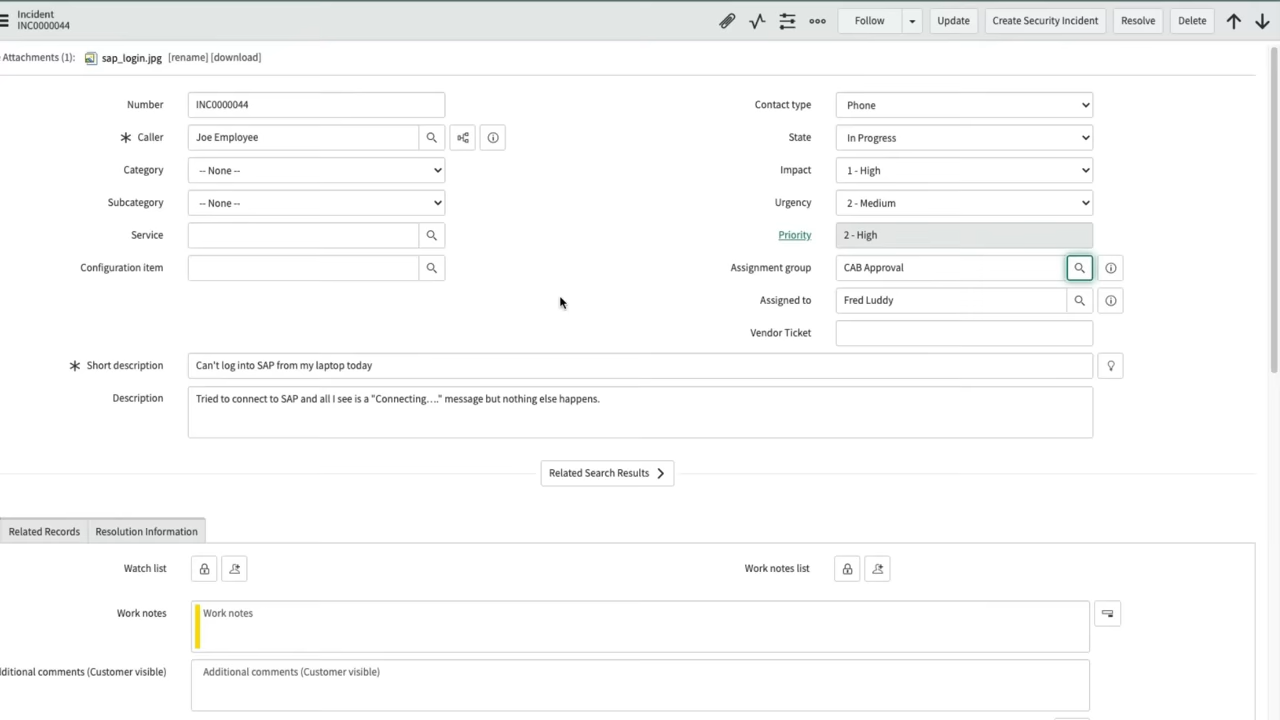 Incident
INC0000044
Follow
Update
Create Security Incident
Resolve
Delete
Attachments (1): sap_login.jpg [rename] [download]
Number INC0000044
Caller Joe Employee
Category -- None --
Subcategory -- None --
Service
Configuration item
Contact type Phone
State In Progress
Impact 1 - High
Urgency 2 - Medium
Priority 2 - High
Assignment group CAB Approval
Assigned to Fred Luddy
Vendor Ticket
Short description Can't log into SAP from my laptop today
Description Tried to connect to SAP and all I see is a "Connecting...." message but nothing else happens.
Related Search Results
Related Records
Resolution Information
Watch list
Work notes list
Work notes Work notes
(Customer visible) Additional comments (Customer visible)